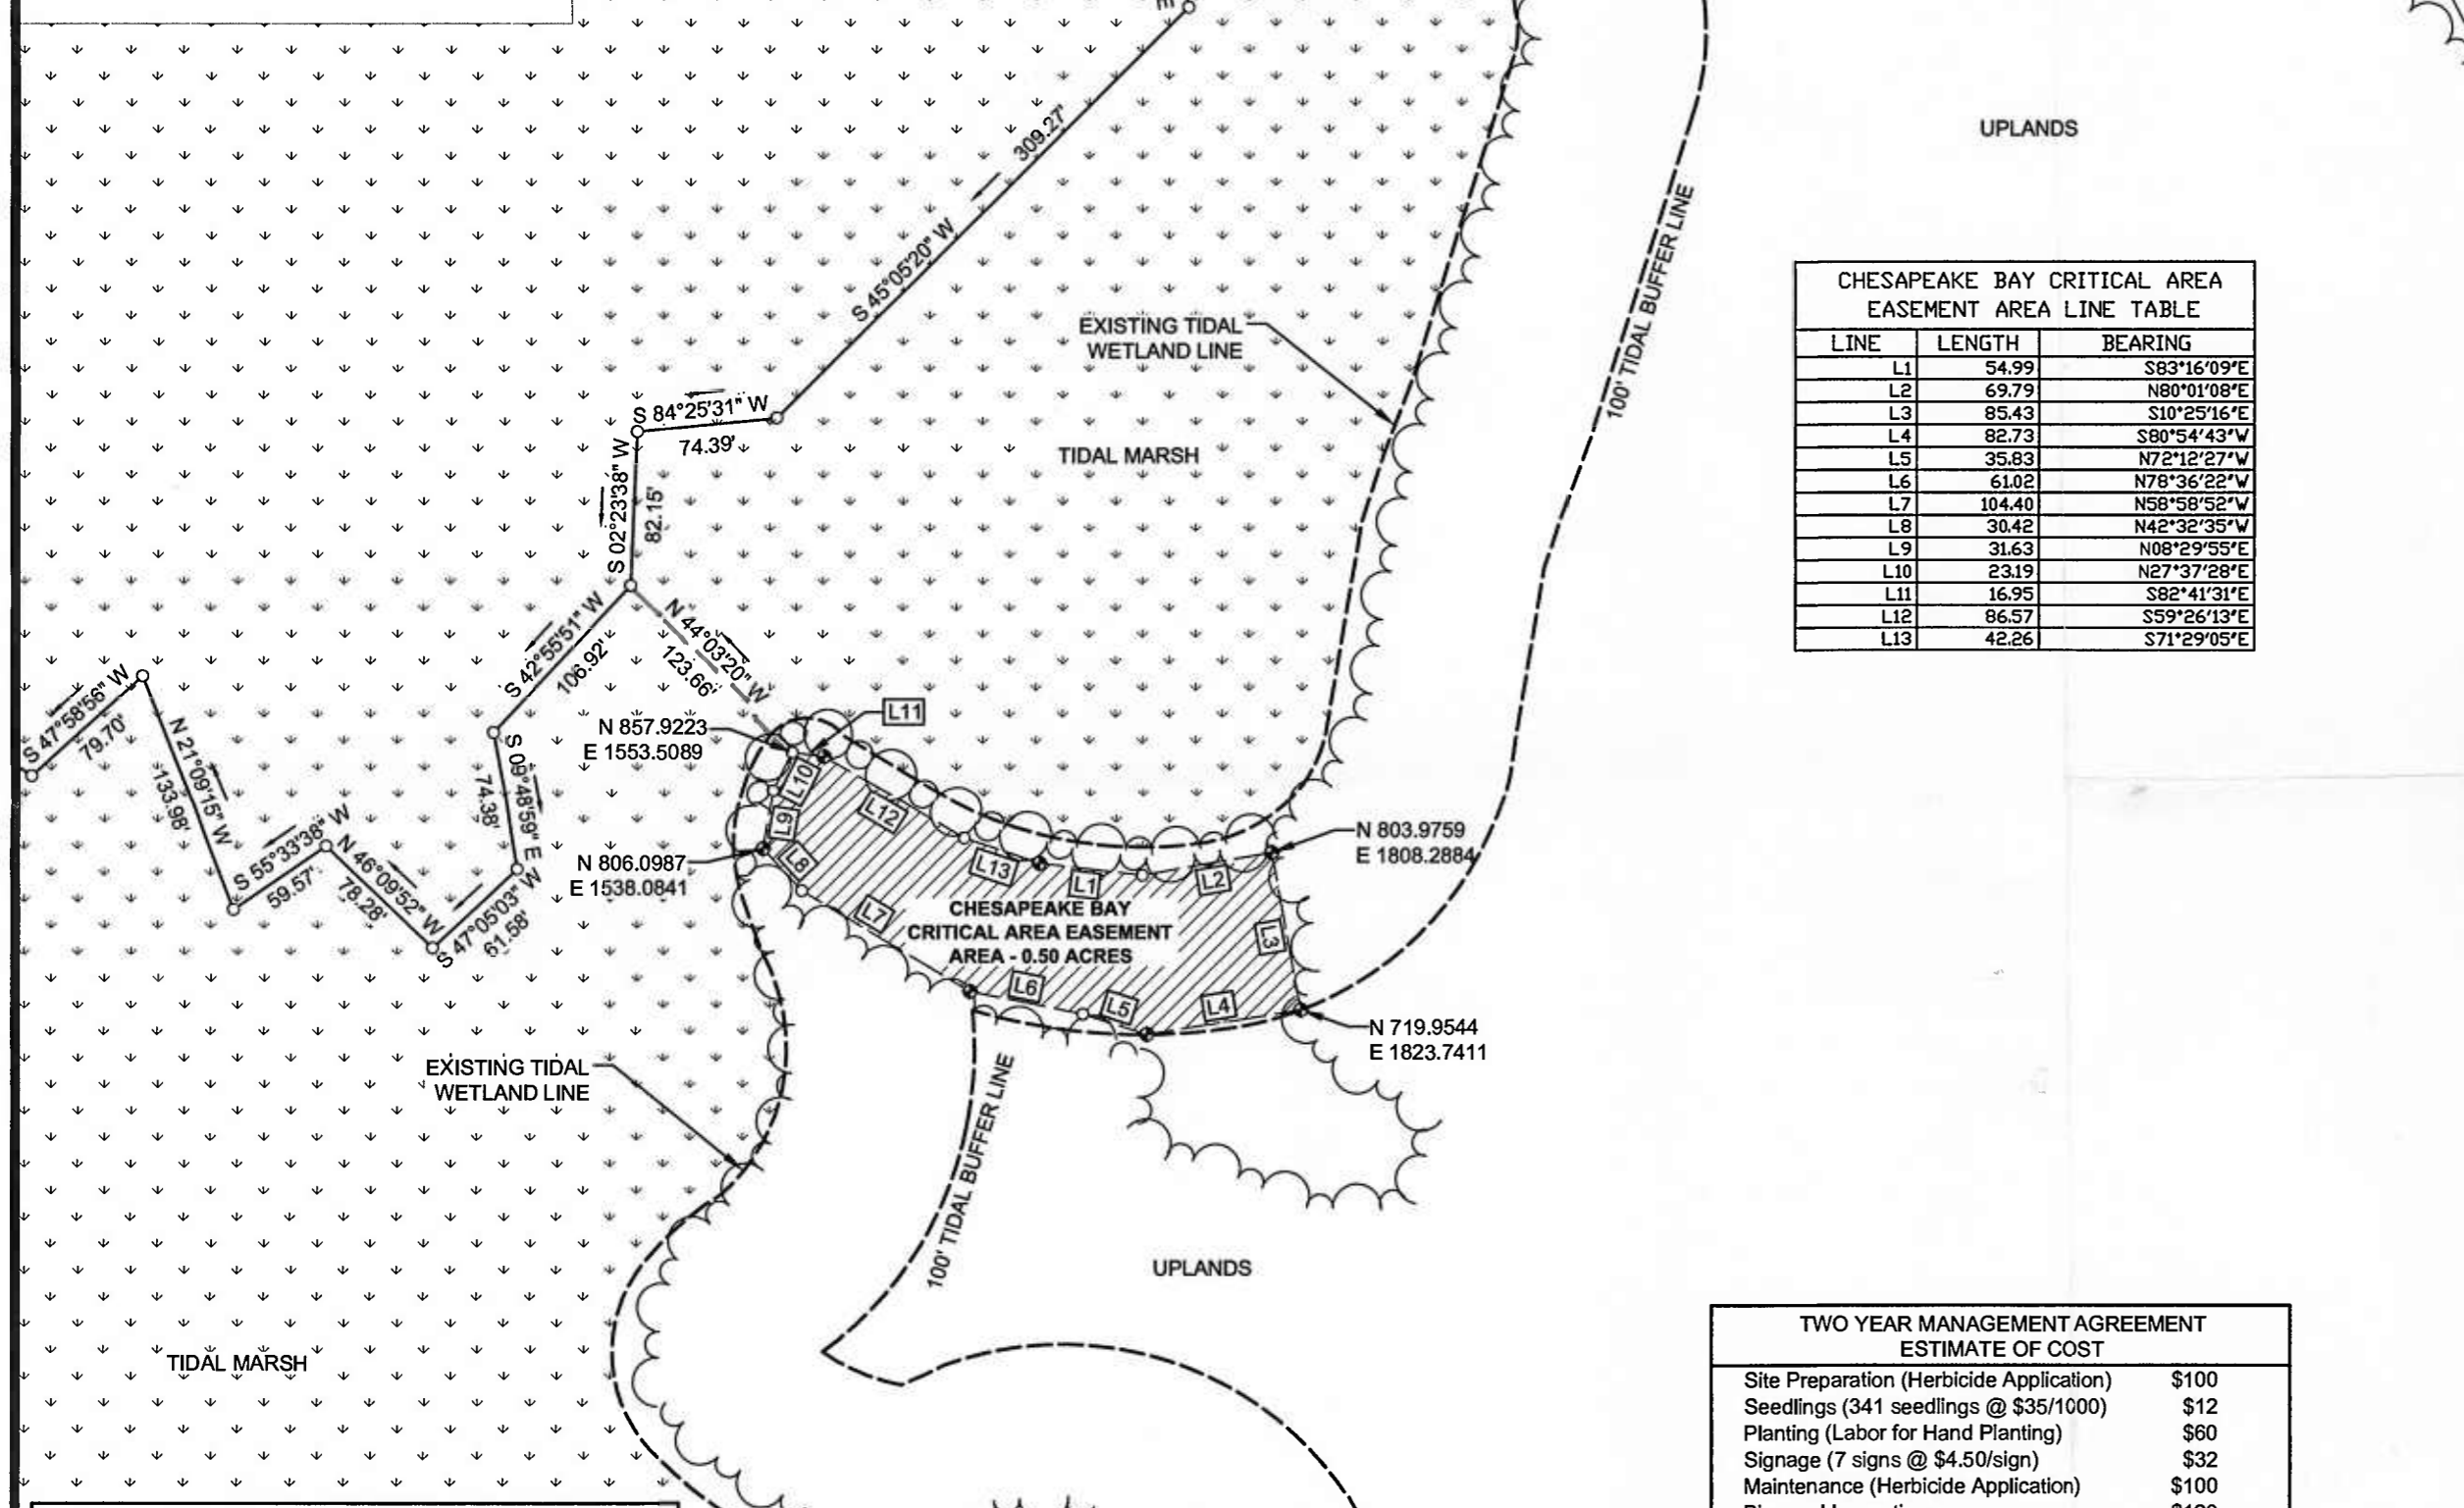 309.27'
S 45°05'20" W
UPLANDS
100' TIDAL BUFFER LINE
EXISTING TIDAL
WETLAND LINE
CHESAPEAKE BAY CRITICAL AREA
EASEMENT AREA LINE TABLE
LINE LENGTH BEARING
L1 54.99 S83°16'09"E
L2 69.79 N80°01'08"E
L3 85.43 S10°25'16"E
L4 82.73 S80°54'43"W
L5 35.83 N72°12'27"W
L6 61.02 N78°36'22"W
L7 104.40 N58°58'52"W
L8 30.42 N42°32'35"W
L9 31.63 N08°29'55"E
L10 23.19 N27°37'28"E
L11 16.95 S82°41'31"E
L12 86.57 S59°26'13"E
L13 42.26 S71°29'05"E
S 84°25'31" W
74.39'
TIDAL MARSH
S 02°23'38" W
82.15'
S 42°55'51" W
106.92'
N 44°03'20" W
123.66'
S 47°58'56" W
79.70'
N 21°09'15" W
133.98'
S 09°48'59" E
74.38'
S 55°33'38" W
59.57'
N 46°09'52" W
78.28'
S 47°05'03" W
61.58'
L11
N 857.9223
E 1553.5089
L10
L12
L9
L8
L13
L1
L2
N 803.9759
E 1808.2884
N 806.0987
E 1538.0841
L7
CHESAPEAKE BAY
CRITICAL AREA EASEMENT
AREA - 0.50 ACRES
L3
L6
L5
L4
N 719.9544
E 1823.7411
EXISTING TIDAL
WETLAND LINE
100' TIDAL BUFFER LINE
UPLANDS
TIDAL MARSH
TWO YEAR MANAGEMENT AGREEMENT
ESTIMATE OF COST
Site Preparation (Herbicide Application) $100
Seedlings (341 seedlings @ $35/1000) $12
Planting (Labor for Hand Planting) $60
Signage (7 signs @ $4.50/sign) $32
Maintenance (Herbicide Application) $100